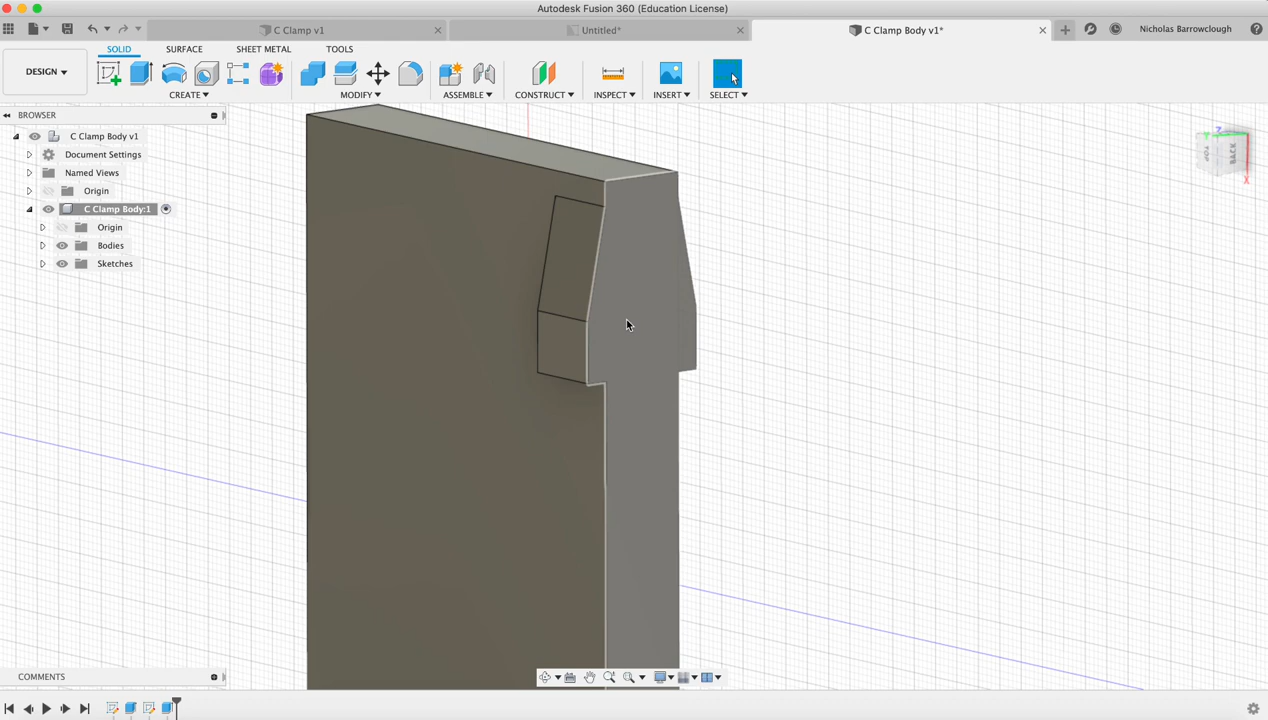 Autodesk Fusion 360 (Education License)
C Clamp v1
Untitled*
C Clamp Body v1*
Nicholas Barrowclough
DESIGN
SOLID SURFACE SHEET METAL TOOLS
CREATE MODIFY ASSEMBLE CONSTRUCT INSPECT INSERT SELECT
BROWSER
C Clamp Body v1
Document Settings
Named Views
Origin
C Clamp Body:1
Origin
Bodies
Sketches
Z
Y
TOP
BACK
X
COMMENTS